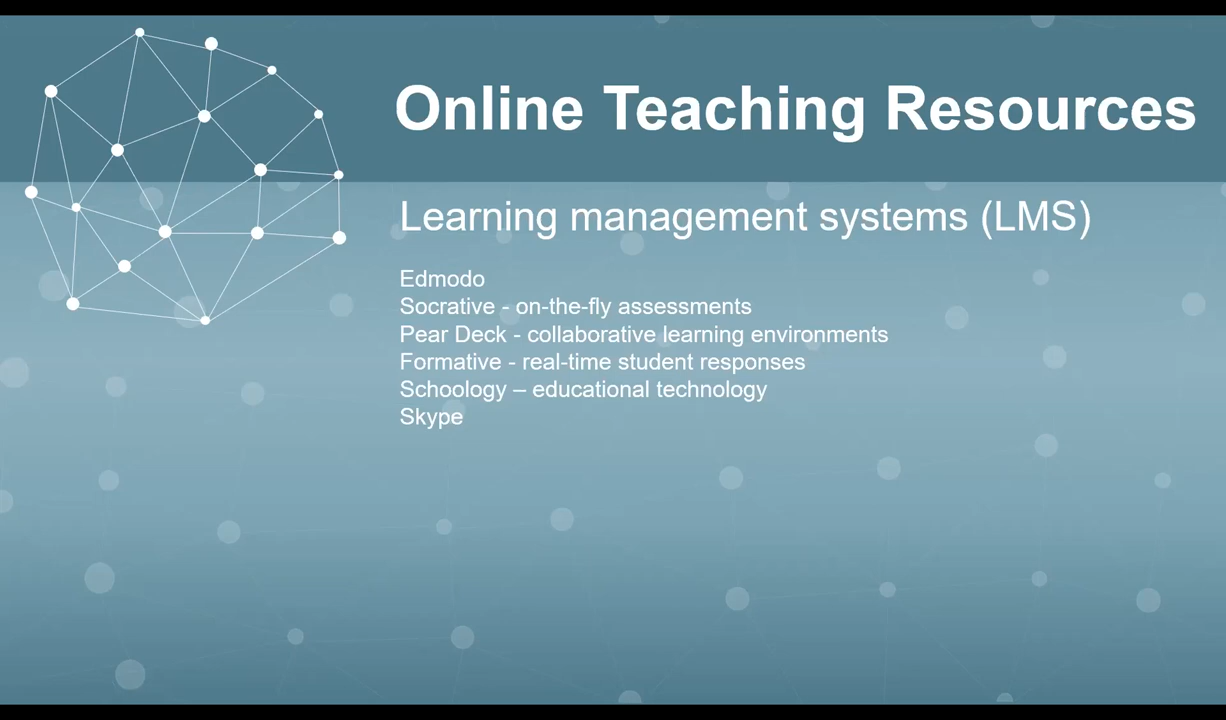 Online Teaching Resources
Learning management systems (LMS)
Edmodo
Socrative - on-the-fly assessments
Pear Deck - collaborative learning environments
Formative - real-time student responses
Schoology – educational technology
Skype